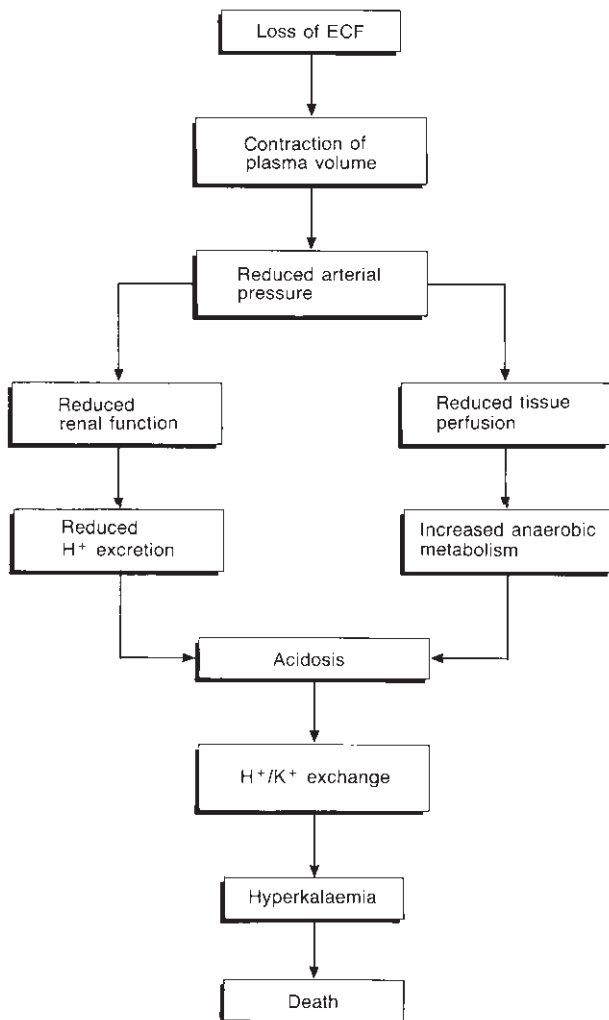 Loss of ECF
Contraction of
plasma volume
Reduced arterial
pressure
Reduced
renal function
Reduced tissue
perfusion
Reduced
H⁺ excretion
Increased anaerobic
metabolism
Acidosis
H⁺/K⁺ exchange
Hyperkalaemia
Death